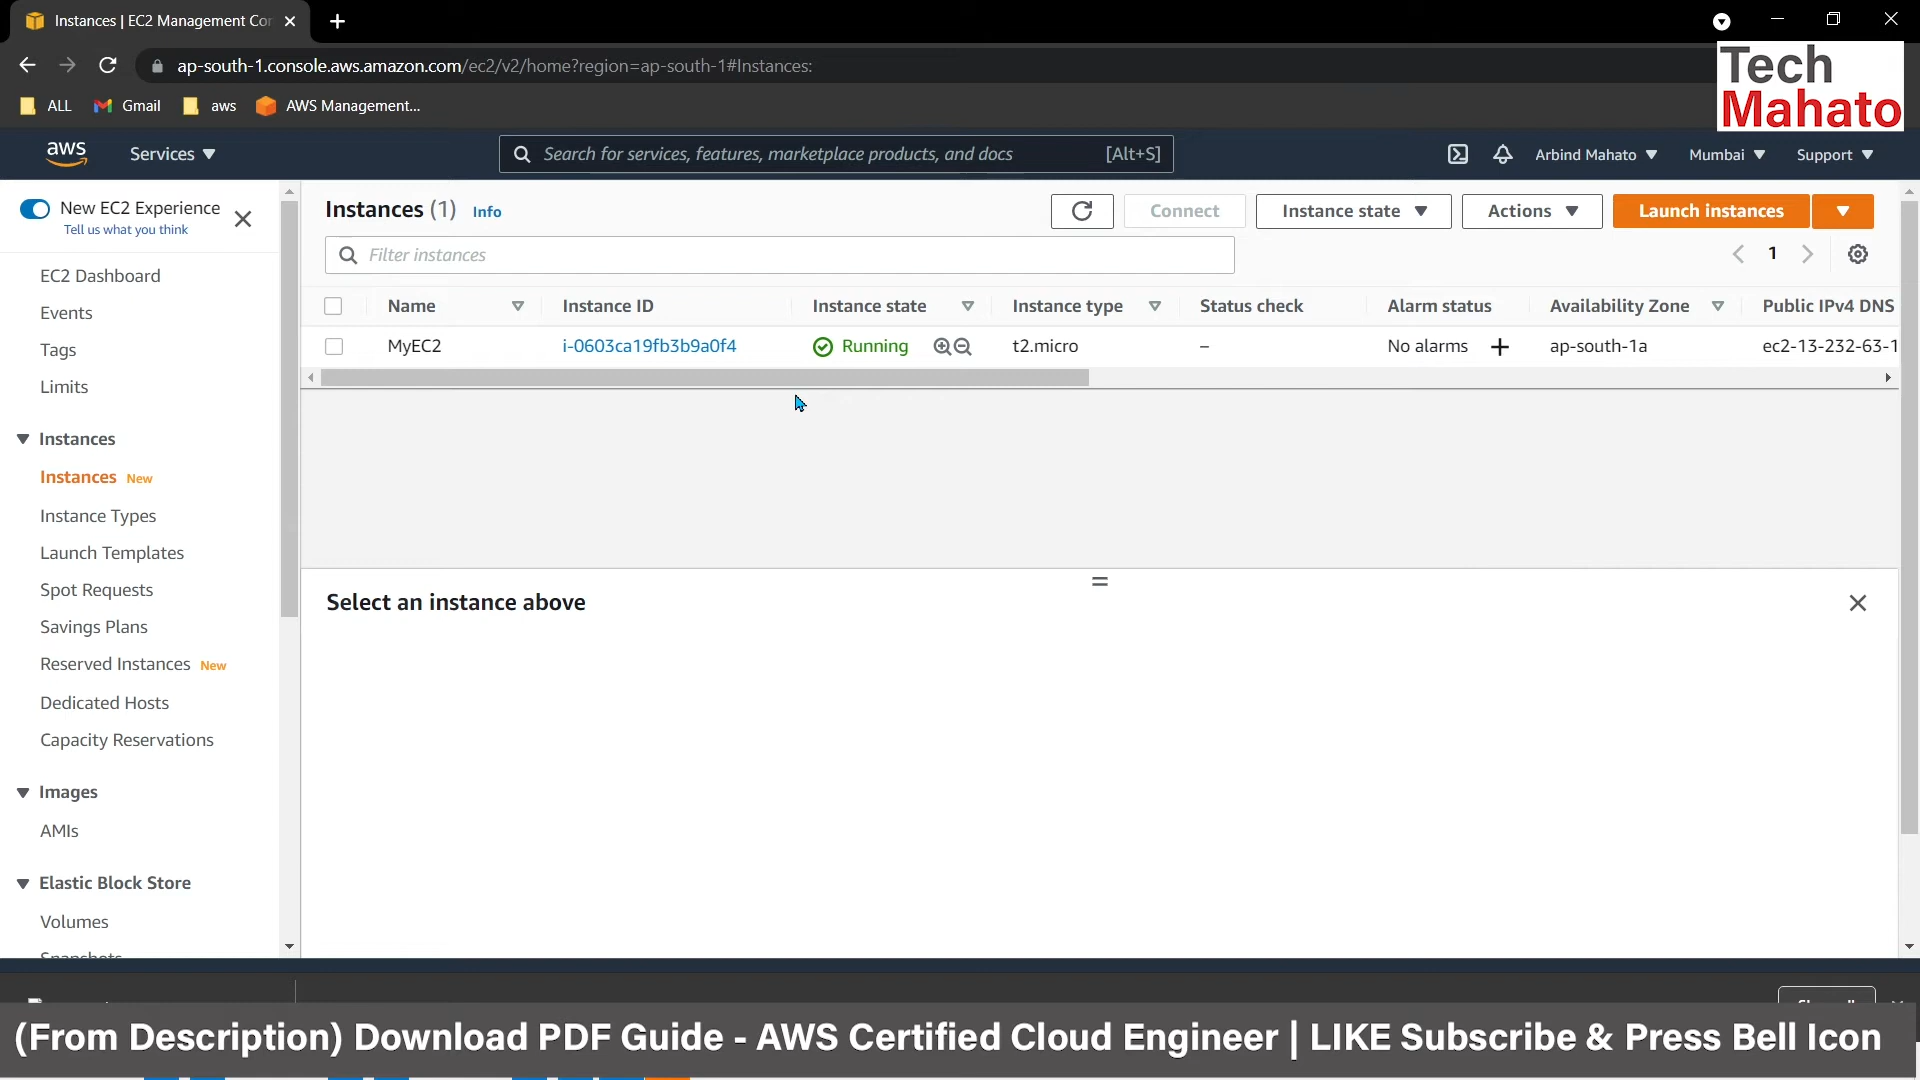 Instances | EC2 Management Con
ap-south-1.console.aws.amazon.com/ec2/v2/home?region=ap-south-1#Instances:
Tech
Mahato
ALL Gmail aws AWS Management...
aws Services Search for services, features, marketplace products, and docs [Alt+S] Arbind Mahato Mumbai Support
New EC2 Experience
Tell us what you think
EC2 Dashboard
Events
Tags
Limits
Instances
Instances New
Instance Types
Launch Templates
Spot Requests
Savings Plans
Reserved Instances New
Dedicated Hosts
Capacity Reservations
Images
AMIs
Elastic Block Store
Volumes
Snapshots
Instances (1) Info Connect Instance state Actions Launch instances
Filter instances 1
Name Instance ID Instance state Instance type Status check Alarm status Availability Zone Public IPv4 DNS
MyEC2 i-0603ca19fb3b9a0f4 Running t2.micro – No alarms + ap-south-1a ec2-13-232-63-1
Select an instance above
(From Description) Download PDF Guide - AWS Certified Cloud Engineer | LIKE Subscribe & Press Bell Icon